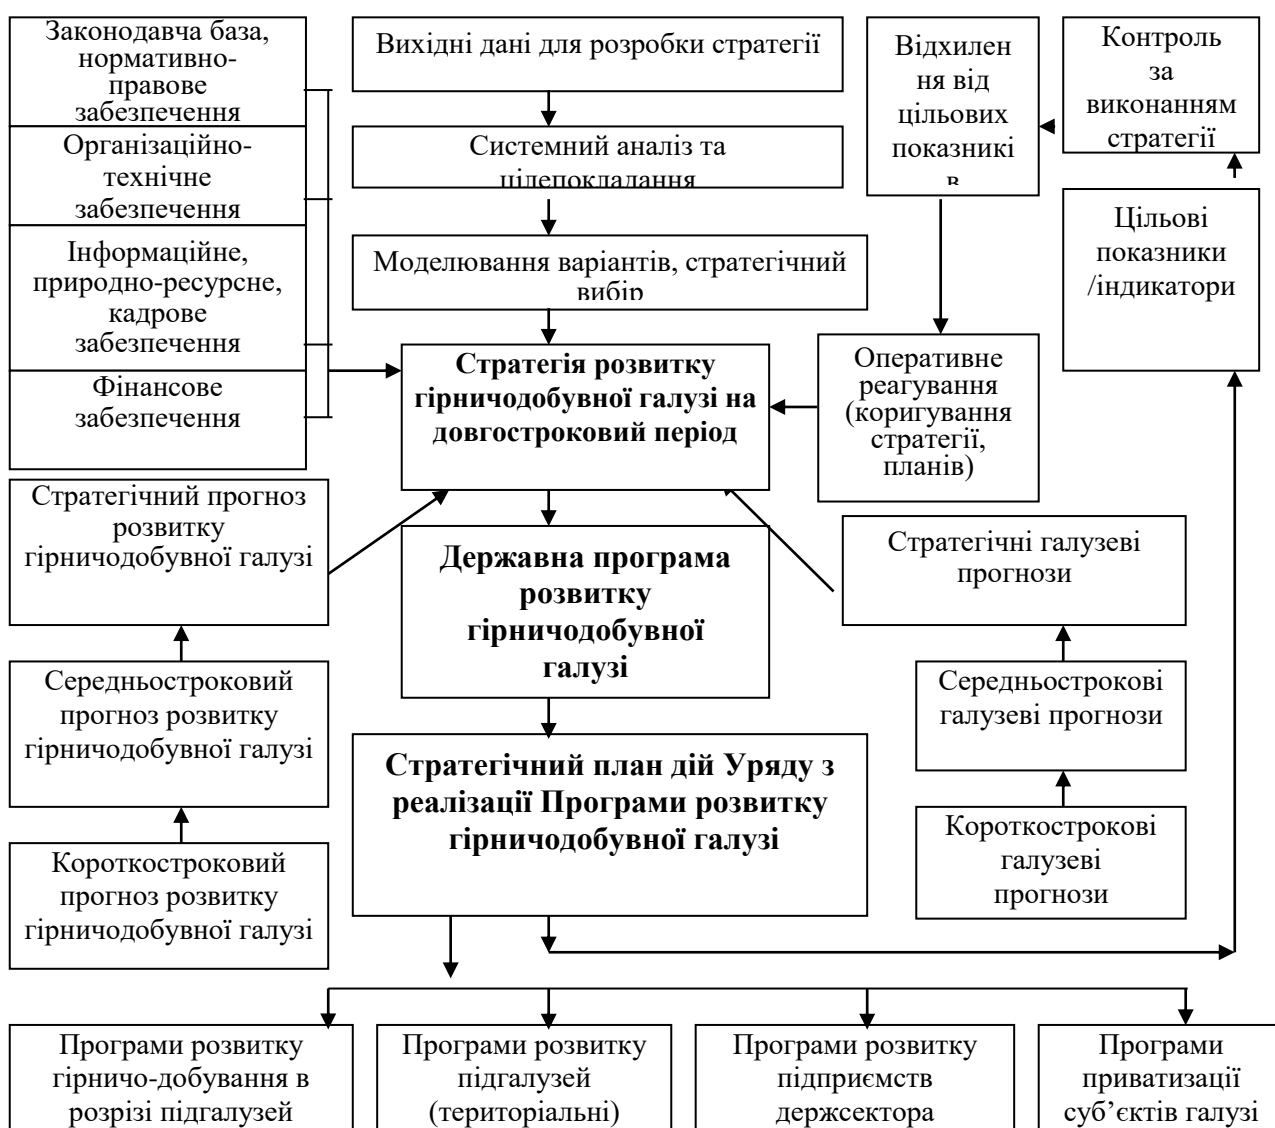 Законодавча база,
нормативно-
правове
забезпечення
Організаційно-
технічне
забезпечення
Інформаційне,
природно-ресурсне,
кадрове
забезпечення
Фінансове
забезпечення
Вихідні дані для розробки стратегії
Системний аналіз та
цілепокладання
Моделювання варіантів, стратегічний
вибір
Відхилен
ня від
цільових
показникі
в
Контроль
за
виконанням
стратегії
Цільові
показники
/індикатори
Стратегія розвитку
гірничодобувної галузі на
довгостроковий період
Оперативне
реагування
(коригування
стратегії,
планів)
Стратегічний прогноз
розвитку
гірничодобувної галузі
Державна програма
розвитку
гірничодобувної
галузі
Стратегічні галузеві
прогнози
Середньостроковий
прогноз розвитку
гірничодобувної галузі
Середньострокові
галузеві прогнози
Стратегічний план дій Уряду з
реалізації Програми розвитку
гірничодобувної галузі
Короткостроковий
прогноз розвитку
гірничодобувної галузі
Короткострокові
галузеві
прогнози
Програми розвитку
гірничо-добування в
розрізі підгалузей
Програми розвитку
підгалузей
(територіальні)
Програми розвитку
підприємств
держсектора
Програми
приватизації
суб’єктів галузі